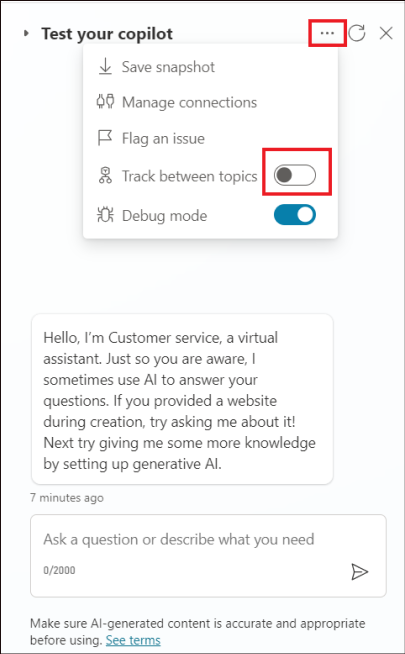 Test your copilot
Save snapshot
Manage connections
Flag an issue
Track between topics
Debug mode
Hello, I’m Customer service, a virtual
assistant. Just so you are aware, I
sometimes use AI to answer your
questions. If you provided a website
during creation, try asking me about it!
Next try giving me some more knowledge
by setting up generative AI.
7 minutes ago
Ask a question or describe what you need
0/2000
Make sure AI-generated content is accurate and appropriate
before using. See terms